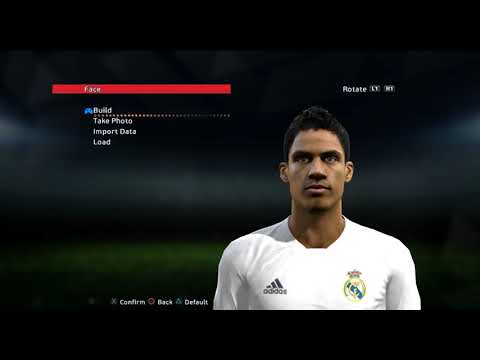 Face
Rotate LT RT
Build
Take Photo
Import Data
Load
adidas
Confirm Back Default